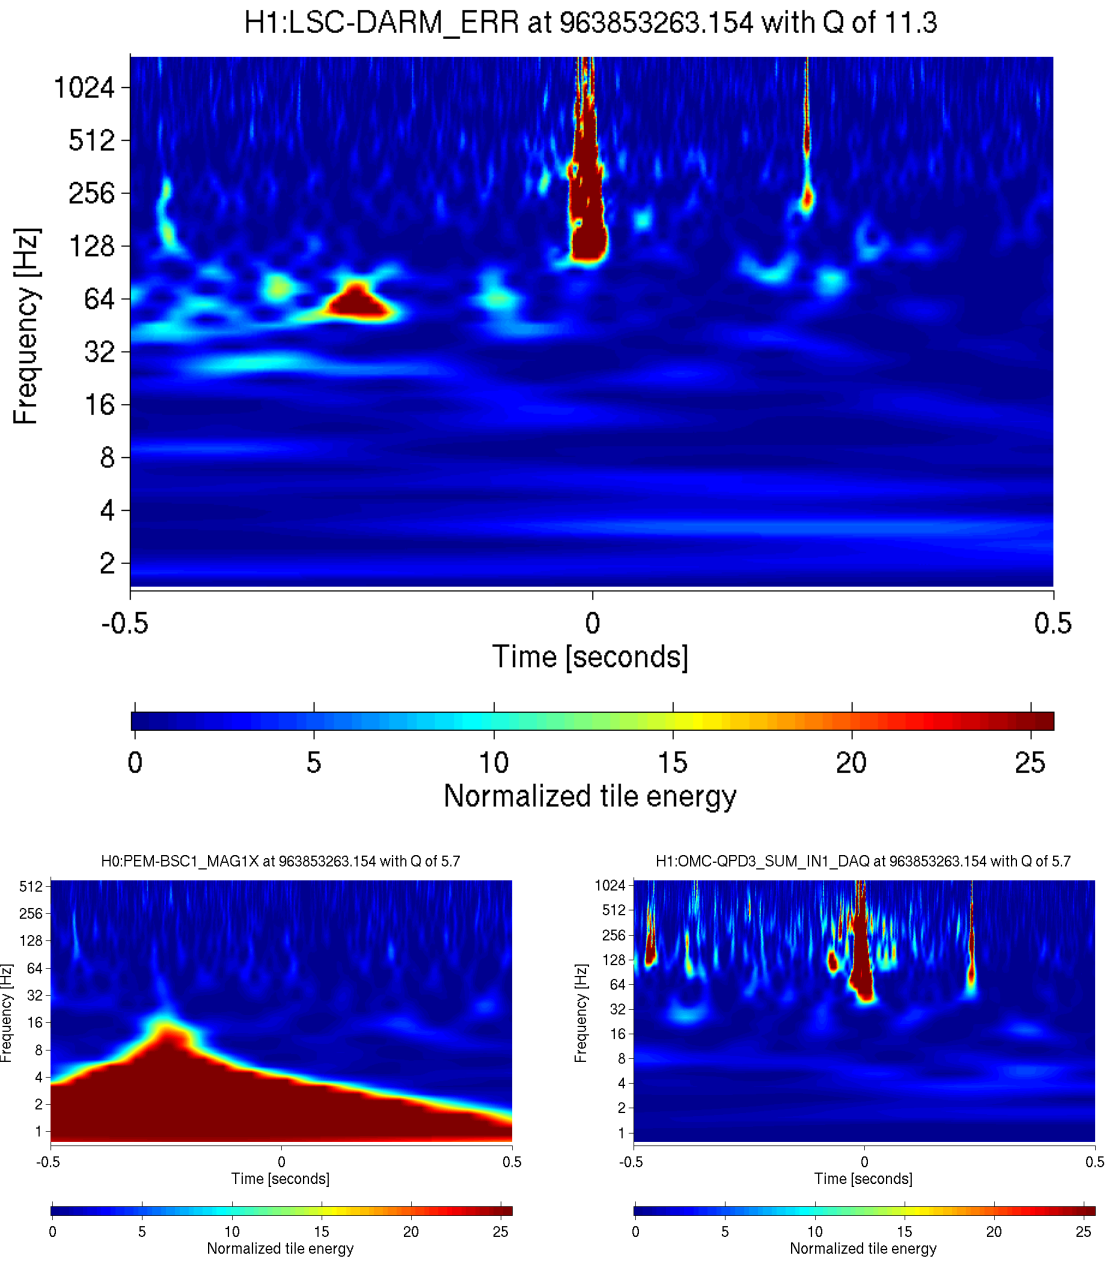 H1:LSC-DARM_ERR at 963853263.154 with Q of 11.3
Frequency [Hz]
1024
512
256
128
64
32
16
8
4
2
-0.5 0 0.5
Time [seconds]
0 5 10 15 20 25
Normalized tile energy
H0:PEM-BSC1_MAG1X at 963853263.154 with Q of 5.7
Frequency [Hz]
512
256
128
64
32
16
8
4
2
1
-0.5 0 0.5
Time [seconds]
0 5 10 15 20 25
Normalized tile energy
H1:OMC-QPD3_SUM_IN1_DAQ at 963853263.154 with Q of 5.7
Frequency [Hz]
1024
512
256
128
64
32
16
8
4
2
1
-0.5 0 0.5
Time [seconds]
0 5 10 15 20 25
Normalized tile energy